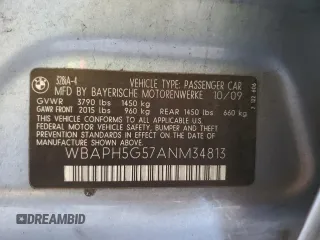 BMW
328iA-4 VEHICLE TYPE: PASSENGER CAR
MFD BY BAYERISCHE MOTORENWERKE 10/09
GVWR 3790 lbs 1450 kg
GAWR FRONT 2015 lbs 960 kg REAR 1450 lbs 660 kg
THIS VEHICLE CONFORMS TO ALL APPLICABLE
FEDERAL MOTOR VEHICLE SAFETY, BUMPER
AND THEFT PREVENTION STANDARDS IN
EFFECT ON THE DATE OF
MANUFACTURE SHOWN ABOVE.
WBAPH5G57ANM34813
DREAMBID